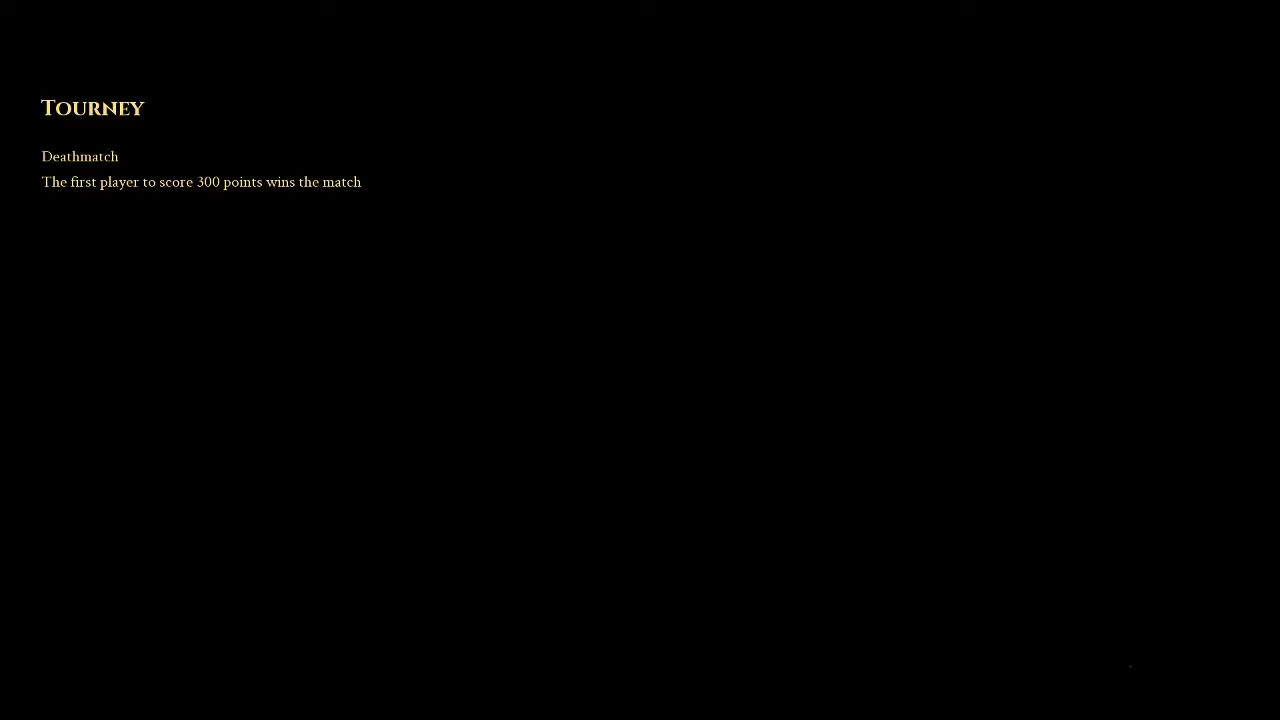 Tourney
Deathmatch
The first player to score 300 points wins the match